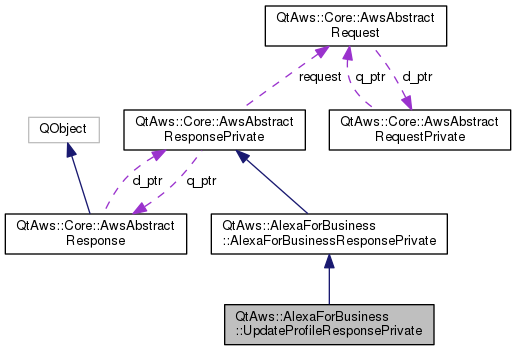 QtAws::Core::AwsAbstract
Request
request
q_ptr
d_ptr
QObject
QtAws::Core::AwsAbstract
ResponsePrivate
QtAws::Core::AwsAbstract
RequestPrivate
d_ptr
q_ptr
QtAws::Core::AwsAbstract
Response
QtAws::AlexaForBusiness
::AlexaForBusinessResponsePrivate
QtAws::AlexaForBusiness
::UpdateProfileResponsePrivate